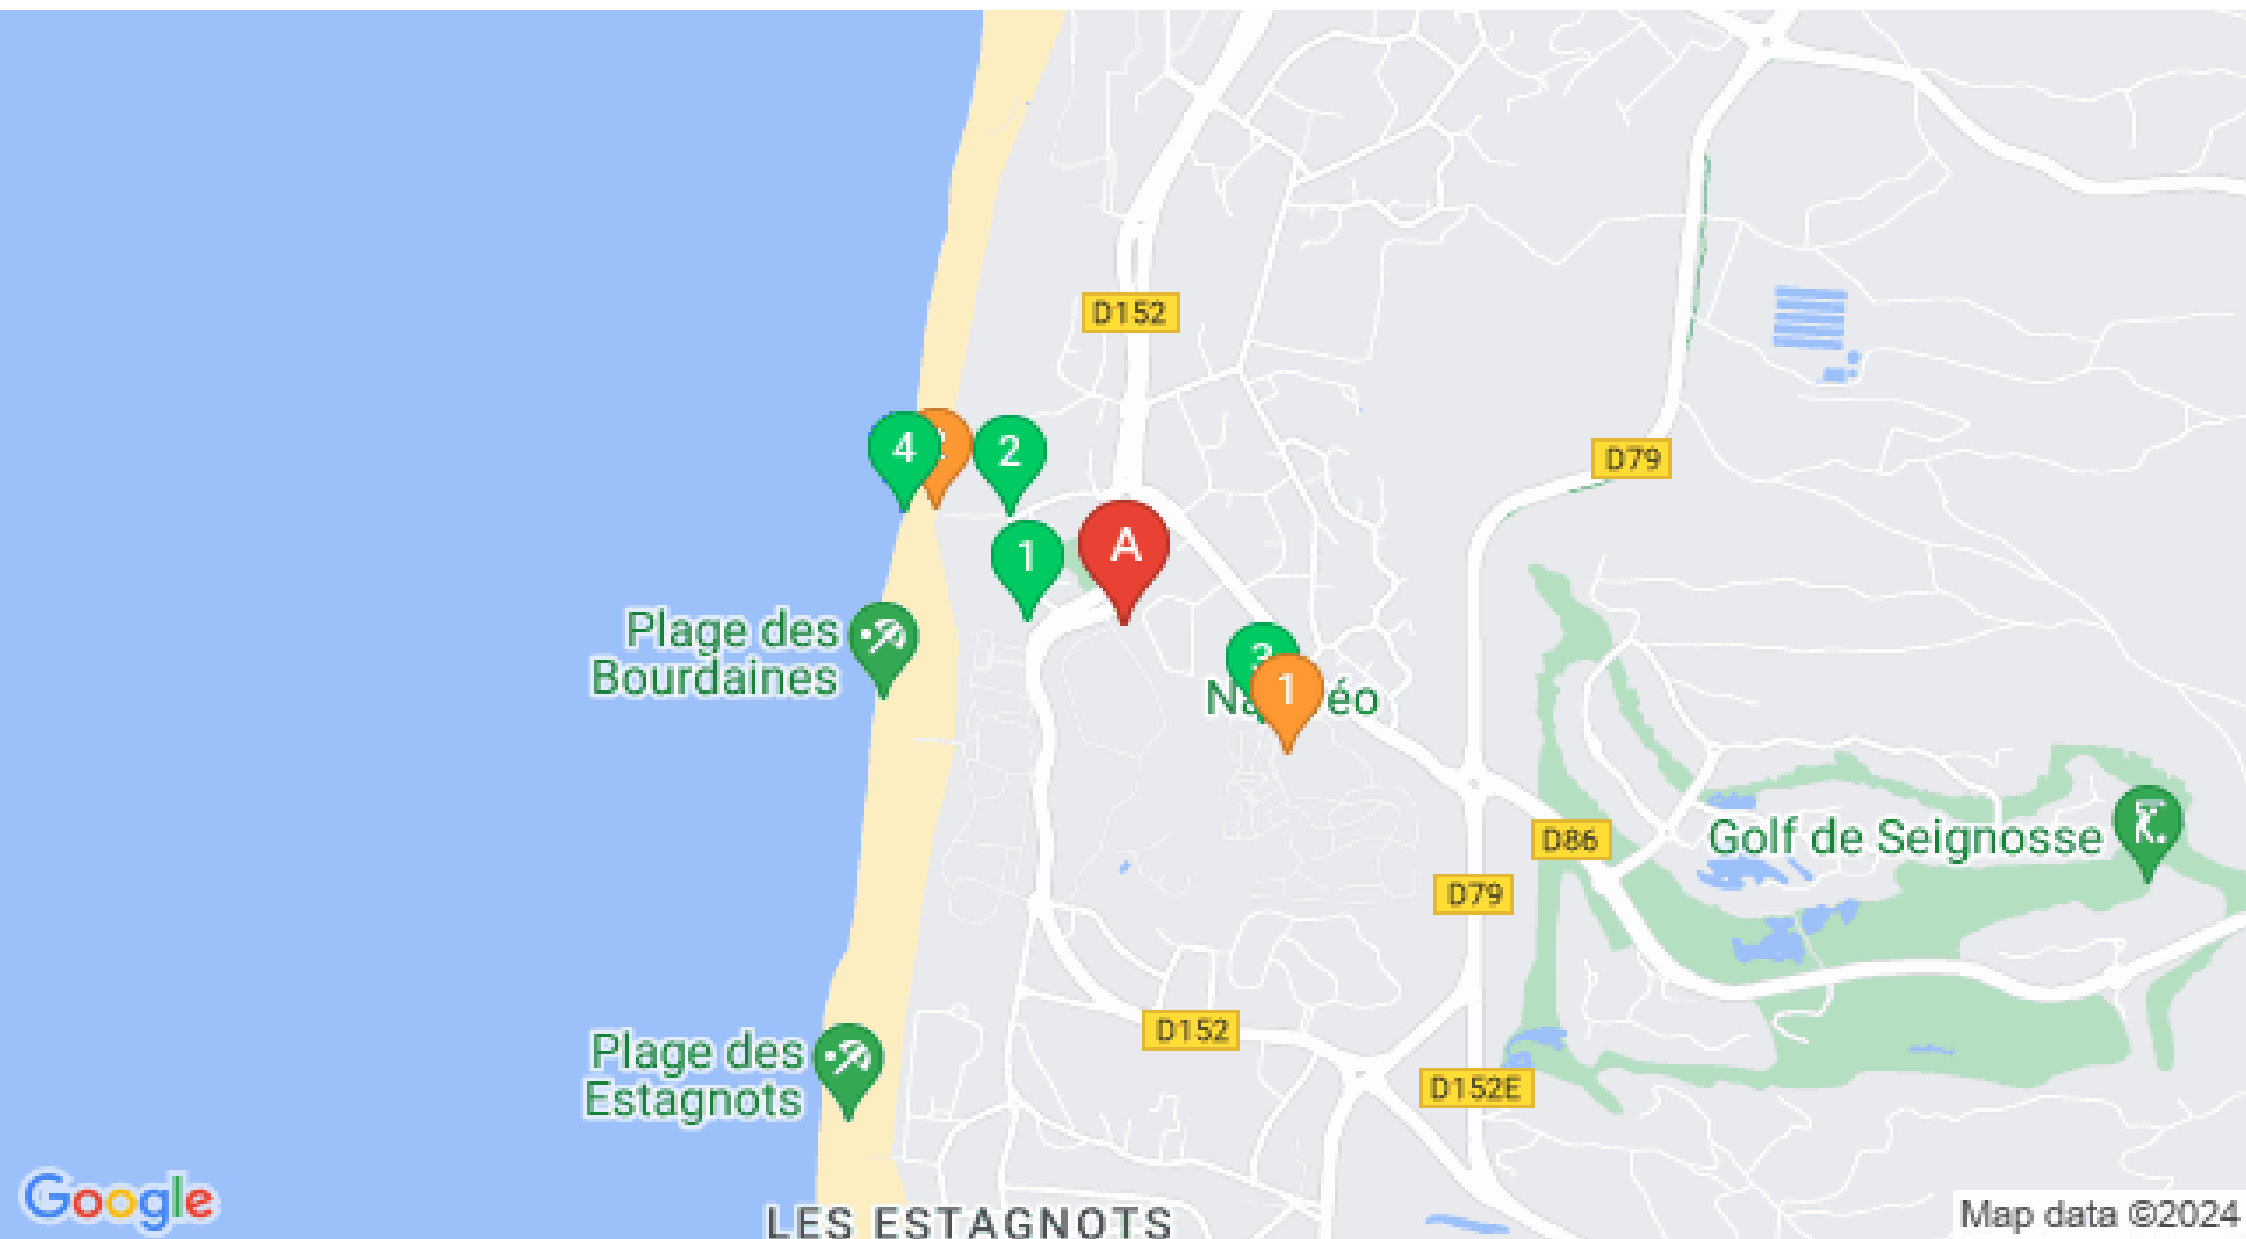 D152
D79
4
2
1
A
Plage des
Bourdaines
3
1
D86
Golf de Seignosse
D79
D152
Plage des
Estagnots
D152E
LES ESTAGNOTS
Google
Map data ©2024